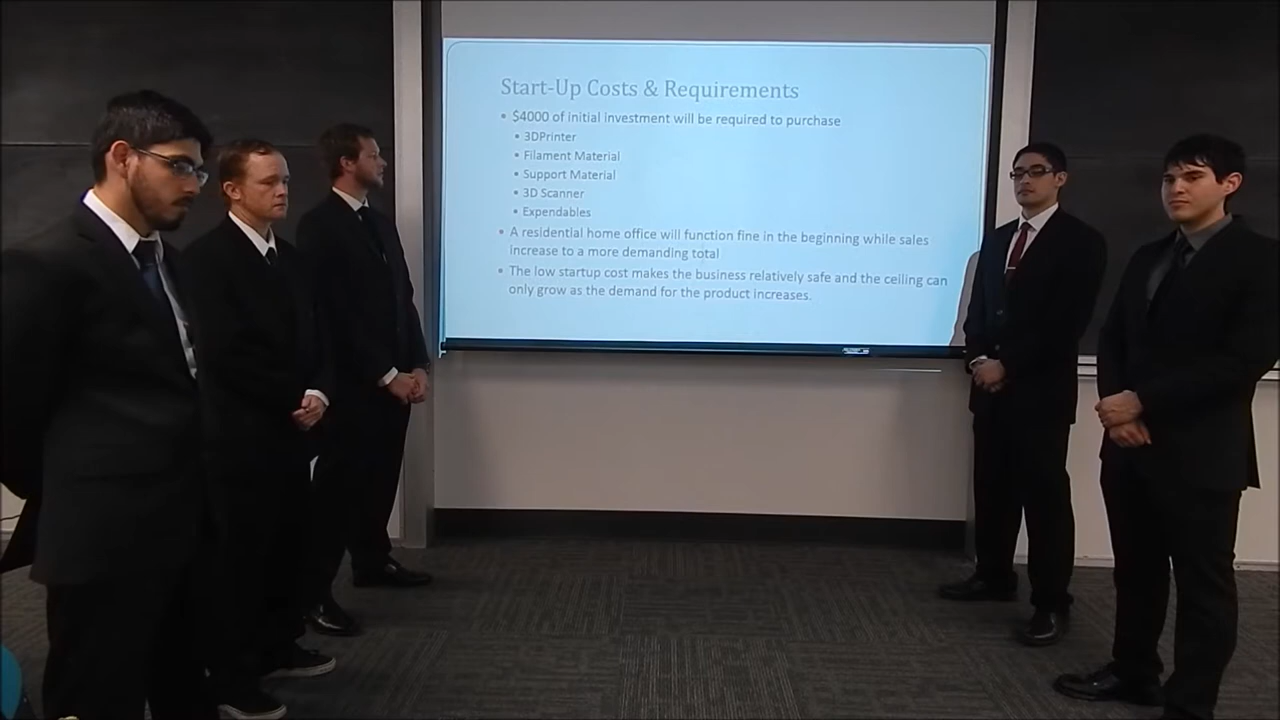 Start-Up Costs & Requirements
$4000 of initial investment will be required to purchase
3DPrinter
Filament Material
Support Material
3D Scanner
Expendables
A residential home office will function fine in the beginning while sales
increase to a more demanding total
The low startup cost makes the business relatively safe and the ceiling can
only grow as the demand for the product increases.